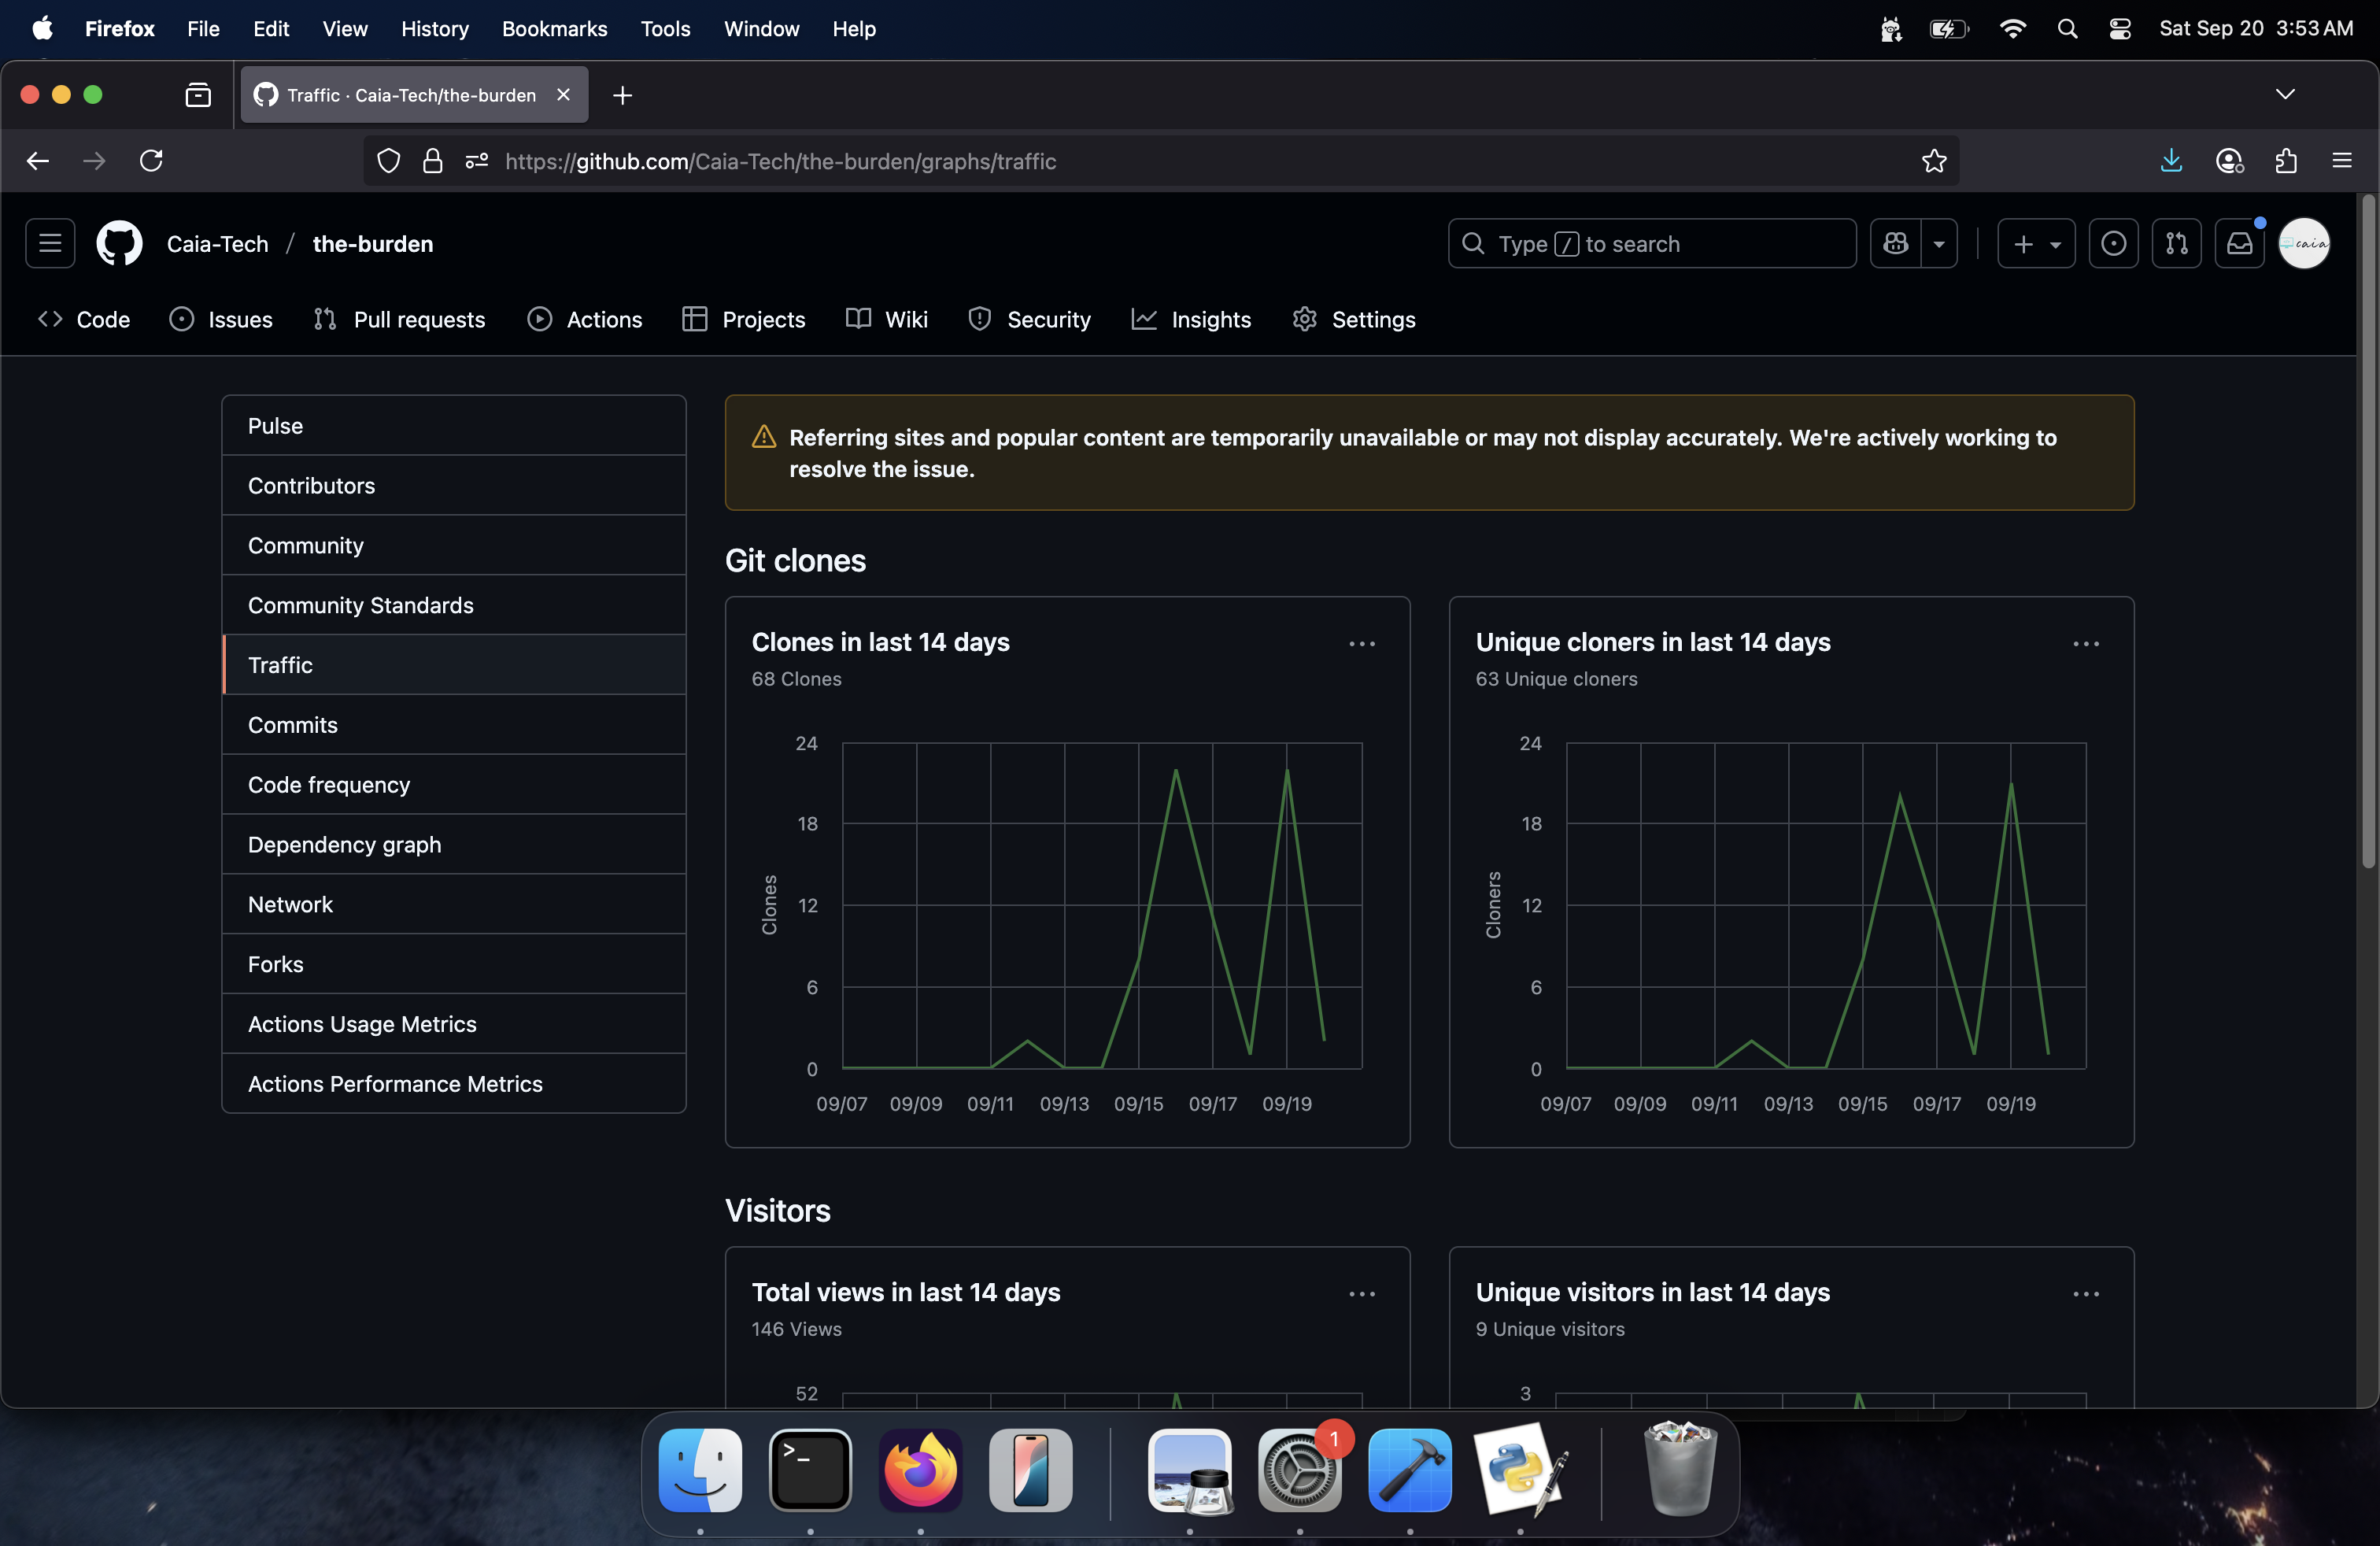 Firefox File Edit View History Bookmarks Tools Window Help Sat Sep 20 3:53 AM
Traffic · Caia-Tech/the-burden
https://github.com/Caia-Tech/the-burden/graphs/traffic
Caia-Tech / the-burden Type / to search caia
Code Issues Pull requests Actions Projects Wiki Security Insights Settings
Pulse
Contributors
Community
Community Standards
Traffic
Commits
Code frequency
Dependency graph
Network
Forks
Actions Usage Metrics
Actions Performance Metrics
Referring sites and popular content are temporarily unavailable or may not display accurately. We're actively working to
resolve the issue.
Git clones
Clones in last 14 days
68 Clones
24
18
12
6
0
Clones
09/07 09/09 09/11 09/13 09/15 09/17 09/19
Unique cloners in last 14 days
63 Unique cloners
24
18
12
6
0
Cloners
09/07 09/09 09/11 09/13 09/15 09/17 09/19
Visitors
Total views in last 14 days
146 Views
52
Unique visitors in last 14 days
9 Unique visitors
3
>_
1